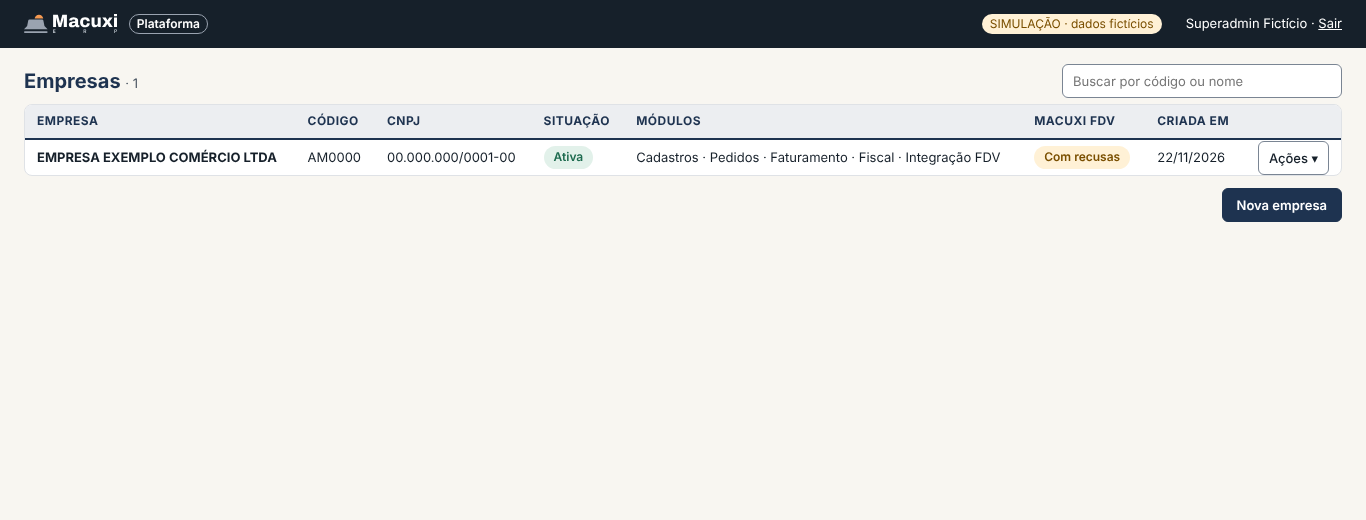 Macuxi
E R P
Plataforma
SIMULAÇÃO · dados fictícios
Superadmin Fictício · Sair
Empresas · 1
Buscar por código ou nome
EMPRESA CÓDIGO CNPJ SITUAÇÃO MÓDULOS MACUXI FDV CRIADA EM
EMPRESA EXEMPLO COMÉRCIO LTDA AM0000 00.000.000/0001-00 Ativa Cadastros · Pedidos · Faturamento · Fiscal · Integração FDV Com recusas 22/11/2026 Ações ▾
Nova empresa